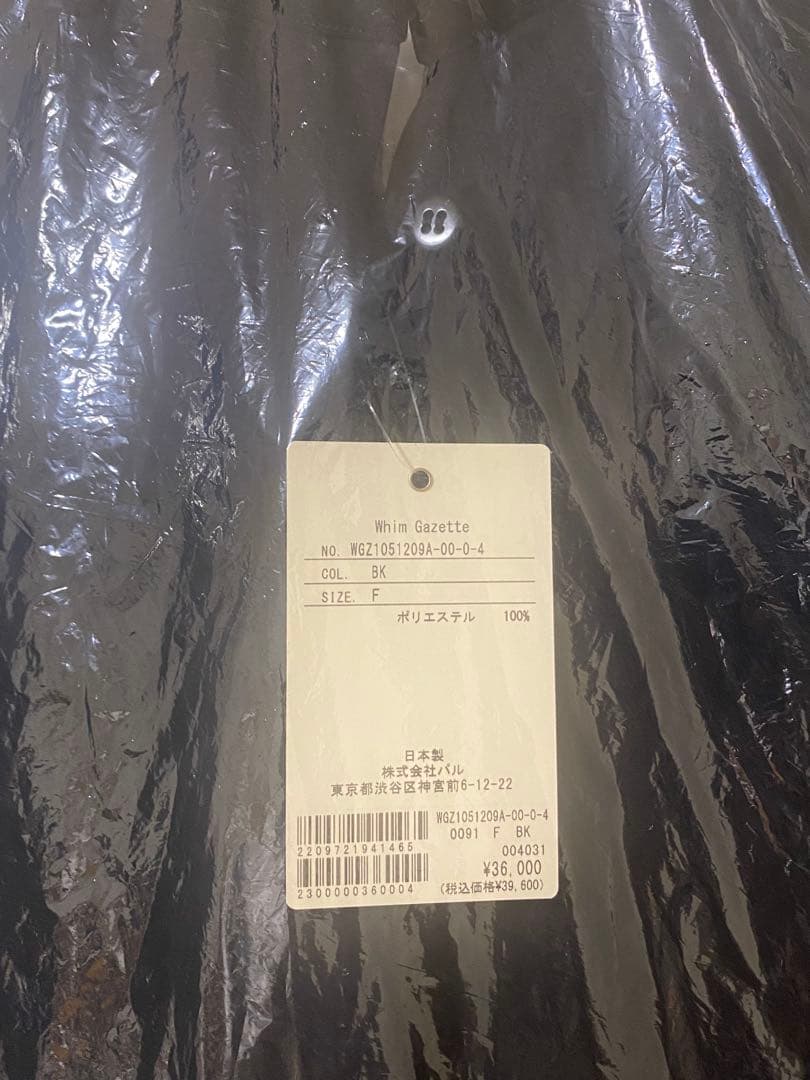 Whim Gazette
NO. WGZ1051209A-00-0-4
COL. BK
SIZE. F
ポリエステル 100%
日本製
株式会社パル
東京都渋谷区神宮前6-12-22
WGZ1051209A-00-0-4
0091 F BK
2209721941465
004031
¥36,000
2300000360004
(税込価格¥39,600)